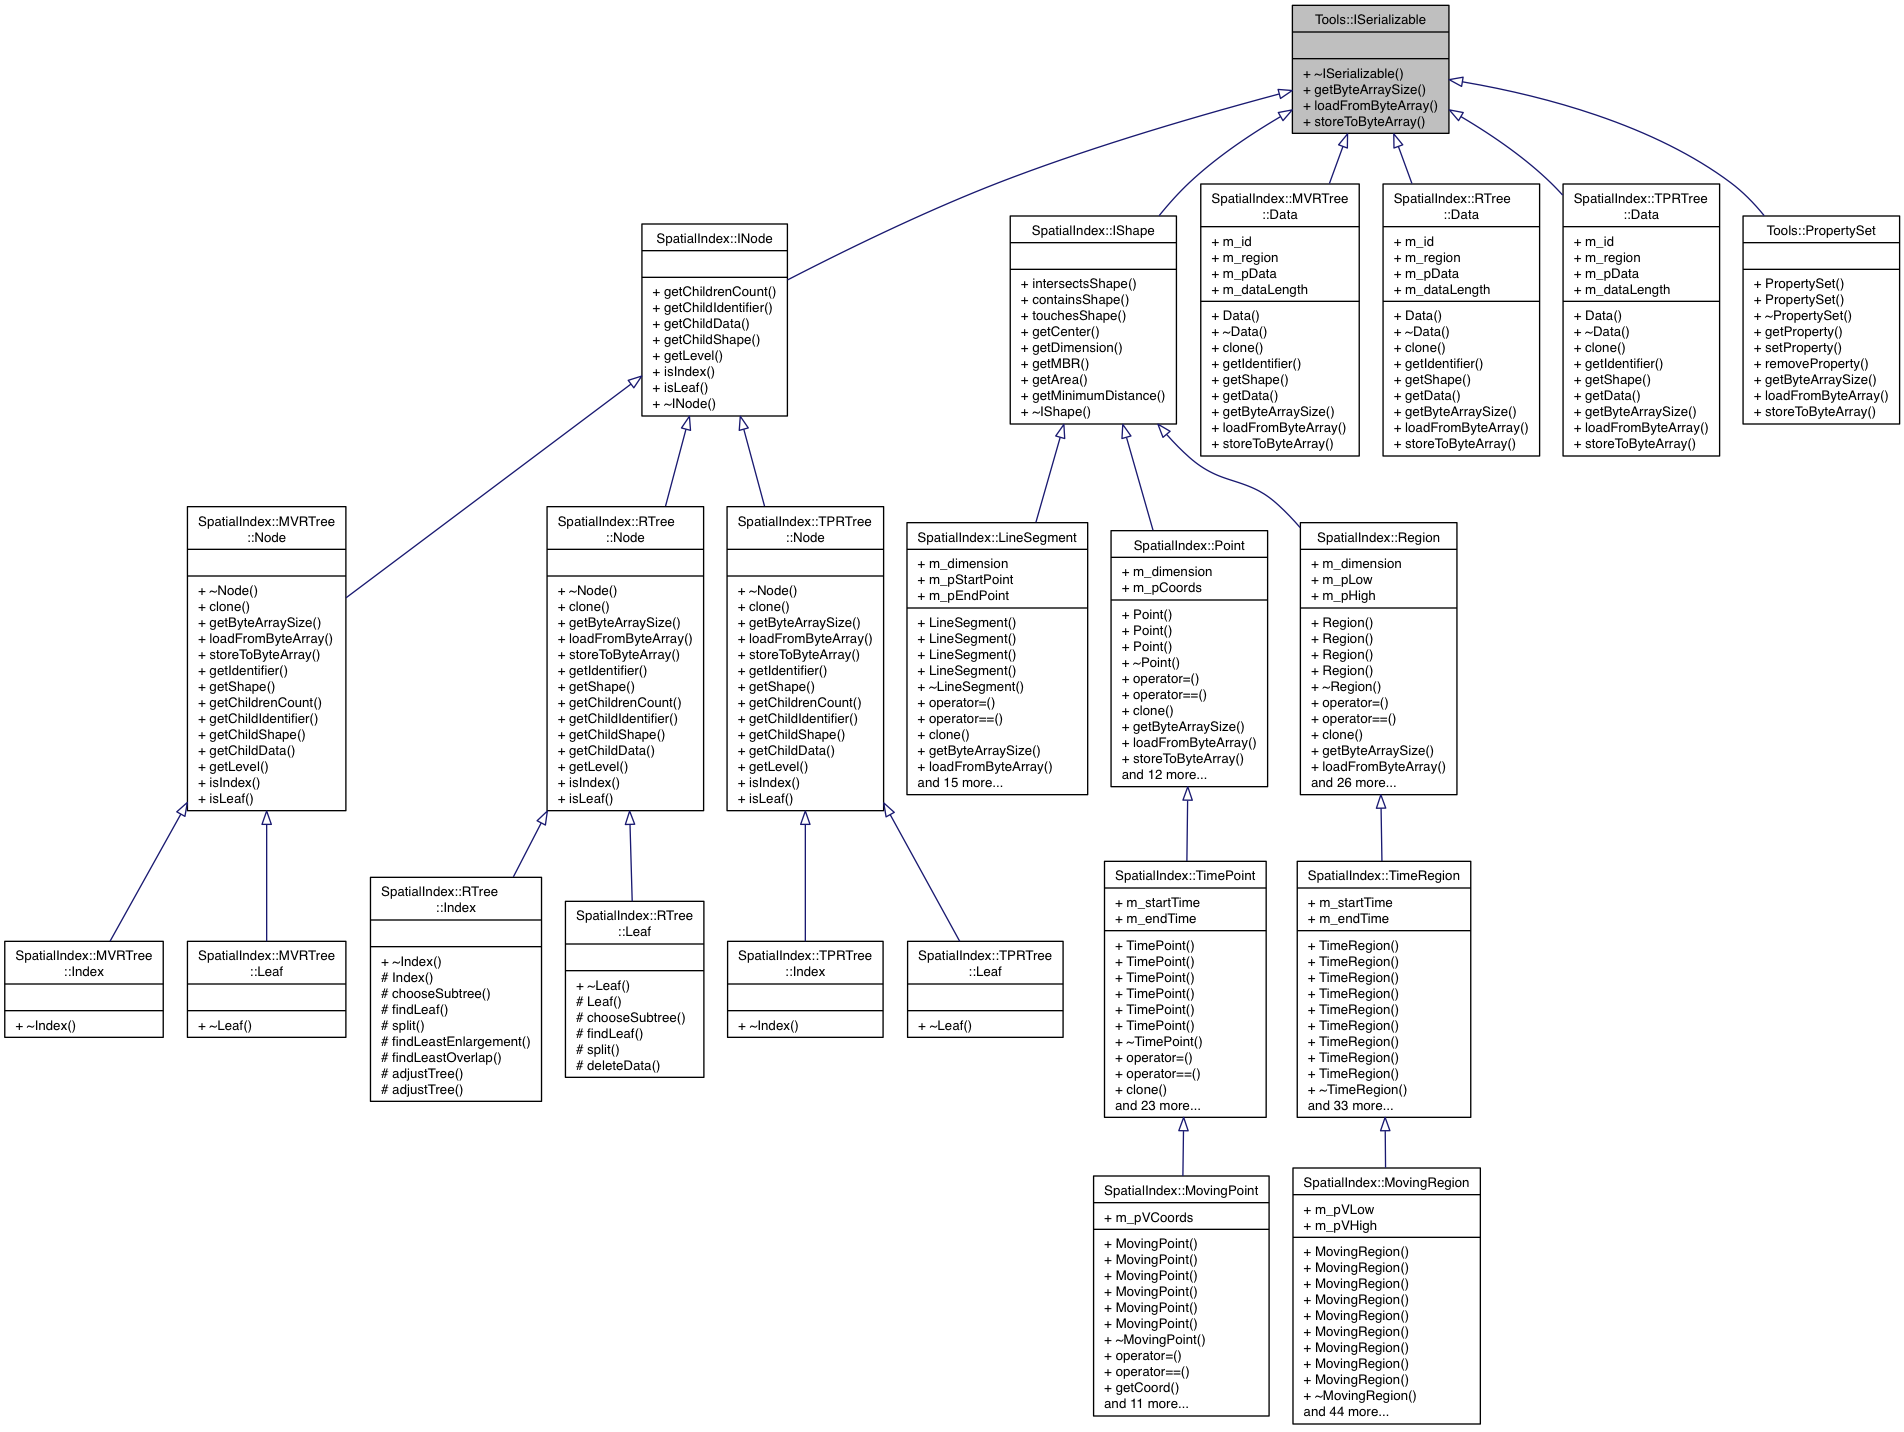 Tools::ISerializable
+ ~ISerializable()
+ getByteArraySize()
+ loadFromByteArray()
+ storeToByteArray()
SpatialIndex::INode
+ getChildrenCount()
+ getChildIdentifier()
+ getChildData()
+ getChildShape()
+ getLevel()
+ isIndex()
+ isLeaf()
+ ~INode()
SpatialIndex::IShape
+ intersectsShape()
+ containsShape()
+ touchesShape()
+ getCenter()
+ getDimension()
+ getMBR()
+ getArea()
+ getMinimumDistance()
+ ~IShape()
SpatialIndex::MVRTree
::Data
+ m_id
+ m_region
+ m_pData
+ m_dataLength
+ Data()
+ ~Data()
+ clone()
+ getIdentifier()
+ getShape()
+ getData()
+ getByteArraySize()
+ loadFromByteArray()
+ storeToByteArray()
SpatialIndex::RTree
::Data
+ m_id
+ m_region
+ m_pData
+ m_dataLength
+ Data()
+ ~Data()
+ clone()
+ getIdentifier()
+ getShape()
+ getData()
+ getByteArraySize()
+ loadFromByteArray()
+ storeToByteArray()
SpatialIndex::TPRTree
::Data
+ m_id
+ m_region
+ m_pData
+ m_dataLength
+ Data()
+ ~Data()
+ clone()
+ getIdentifier()
+ getShape()
+ getData()
+ getByteArraySize()
+ loadFromByteArray()
+ storeToByteArray()
Tools::PropertySet
+ PropertySet()
+ PropertySet()
+ ~PropertySet()
+ getProperty()
+ setProperty()
+ removeProperty()
+ getByteArraySize()
+ loadFromByteArray()
+ storeToByteArray()
SpatialIndex::MVRTree
::Node
+ ~Node()
+ clone()
+ getByteArraySize()
+ loadFromByteArray()
+ storeToByteArray()
+ getIdentifier()
+ getShape()
+ getChildrenCount()
+ getChildIdentifier()
+ getChildShape()
+ getChildData()
+ getLevel()
+ isIndex()
+ isLeaf()
SpatialIndex::RTree
::Node
+ ~Node()
+ clone()
+ getByteArraySize()
+ loadFromByteArray()
+ storeToByteArray()
+ getIdentifier()
+ getShape()
+ getChildrenCount()
+ getChildIdentifier()
+ getChildShape()
+ getChildData()
+ getLevel()
+ isIndex()
+ isLeaf()
SpatialIndex::TPRTree
::Node
+ ~Node()
+ clone()
+ getByteArraySize()
+ loadFromByteArray()
+ storeToByteArray()
+ getIdentifier()
+ getShape()
+ getChildrenCount()
+ getChildIdentifier()
+ getChildShape()
+ getChildData()
+ getLevel()
+ isIndex()
+ isLeaf()
SpatialIndex::LineSegment
+ m_dimension
+ m_pStartPoint
+ m_pEndPoint
+ LineSegment()
+ LineSegment()
+ LineSegment()
+ LineSegment()
+ ~LineSegment()
+ operator=()
+ operator==()
+ clone()
+ getByteArraySize()
+ loadFromByteArray()
and 15 more...
SpatialIndex::Point
+ m_dimension
+ m_pCoords
+ Point()
+ Point()
+ Point()
+ ~Point()
+ operator=()
+ operator==()
+ clone()
+ getByteArraySize()
+ loadFromByteArray()
+ storeToByteArray()
and 12 more...
SpatialIndex::Region
+ m_dimension
+ m_pLow
+ m_pHigh
+ Region()
+ Region()
+ Region()
+ Region()
+ ~Region()
+ operator=()
+ operator==()
+ clone()
+ getByteArraySize()
+ loadFromByteArray()
and 26 more...
SpatialIndex::MVRTree
::Index
+ ~Index()
SpatialIndex::MVRTree
::Leaf
+ ~Leaf()
SpatialIndex::RTree
::Index
+ ~Index()
# Index()
# chooseSubtree()
# findLeaf()
# split()
# findLeastEnlargement()
# findLeastOverlap()
# adjustTree()
# adjustTree()
SpatialIndex::RTree
::Leaf
+ ~Leaf()
# Leaf()
# chooseSubtree()
# findLeaf()
# split()
# deleteData()
SpatialIndex::TPRTree
::Index
+ ~Index()
SpatialIndex::TPRTree
::Leaf
+ ~Leaf()
SpatialIndex::TimePoint
+ m_startTime
+ m_endTime
+ TimePoint()
+ TimePoint()
+ TimePoint()
+ TimePoint()
+ TimePoint()
+ TimePoint()
+ ~TimePoint()
+ operator=()
+ operator==()
+ clone()
and 23 more...
SpatialIndex::TimeRegion
+ m_startTime
+ m_endTime
+ TimeRegion()
+ TimeRegion()
+ TimeRegion()
+ TimeRegion()
+ TimeRegion()
+ TimeRegion()
+ TimeRegion()
+ TimeRegion()
+ TimeRegion()
+ ~TimeRegion()
and 33 more...
SpatialIndex::MovingPoint
+ m_pVCoords
+ MovingPoint()
+ MovingPoint()
+ MovingPoint()
+ MovingPoint()
+ MovingPoint()
+ MovingPoint()
+ ~MovingPoint()
+ operator=()
+ operator==()
+ getCoord()
and 11 more...
SpatialIndex::MovingRegion
+ m_pVLow
+ m_pVHigh
+ MovingRegion()
+ MovingRegion()
+ MovingRegion()
+ MovingRegion()
+ MovingRegion()
+ MovingRegion()
+ MovingRegion()
+ MovingRegion()
+ MovingRegion()
+ ~MovingRegion()
and 44 more...